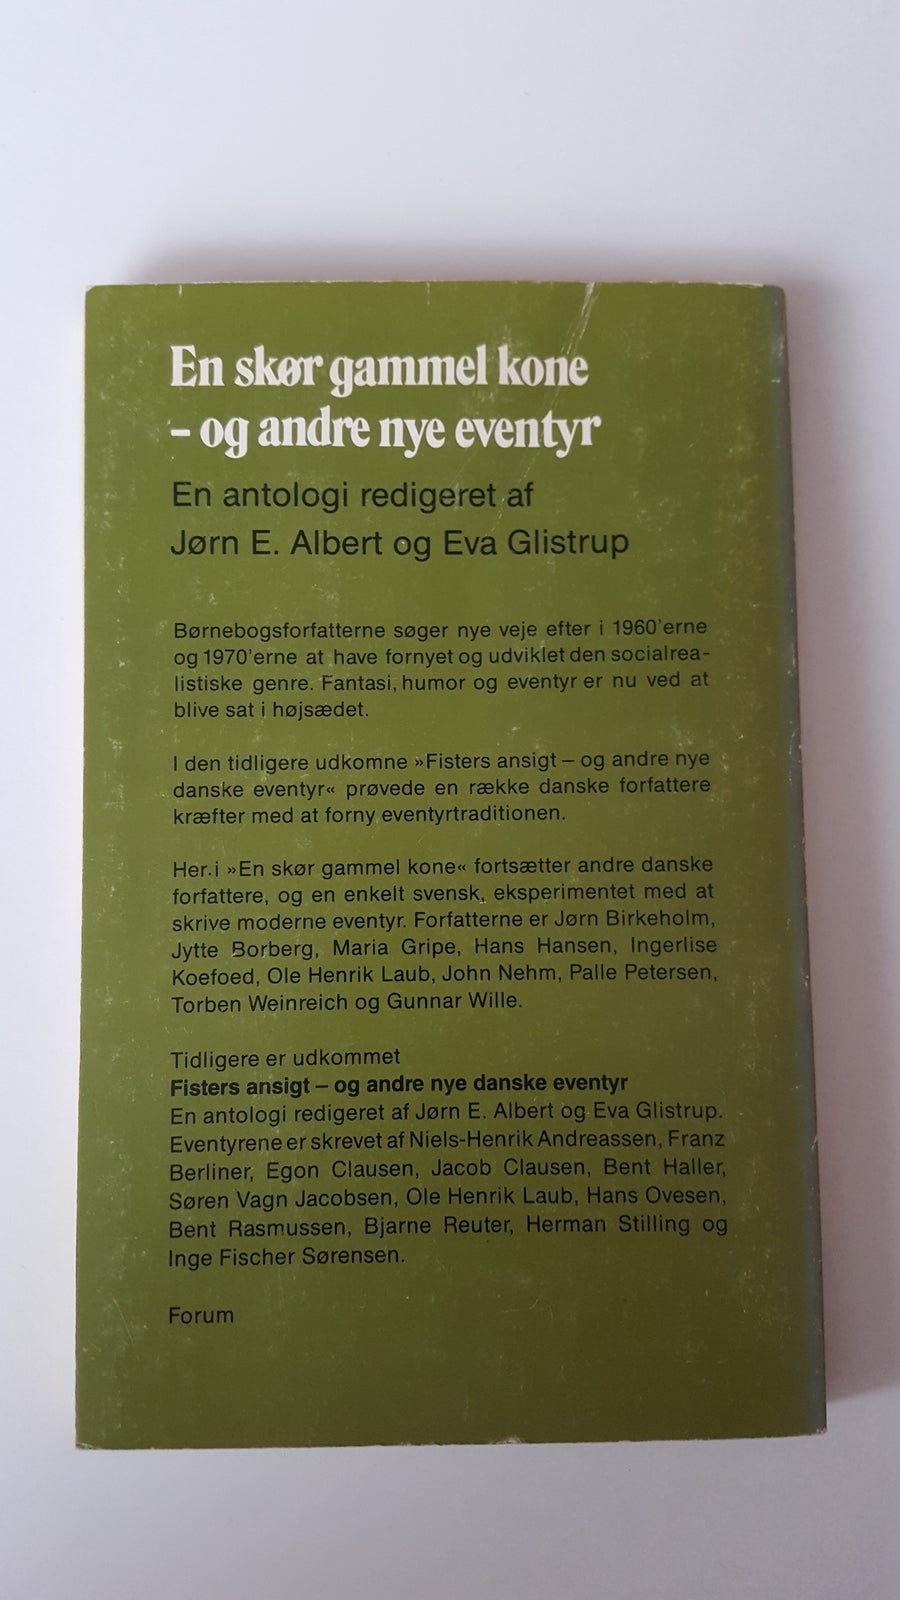 En skør gammel kone
– og andre nye eventyr
En antologi redigeret af
Jørn E. Albert og Eva Glistrup
Børnebogsforfatterne søger nye veje efter i 1960'erne
og 1970'erne at have fornyet og udviklet den socialrea-
listiske genre. Fantasi, humor og eventyr er nu ved at
blive sat i højsædet.
I den tidligere udkomne »Fisters ansigt – og andre nye
danske eventyr« prøvede en række danske forfattere
kræfter med at forny eventyrtraditionen.
Her i »En skør gammel kone« fortsætter andre danske
forfattere, og en enkelt svensk, eksperimentet med at
skrive moderne eventyr. Forfatterne er Jørn Birkeholm,
Jytte Borberg, Maria Gripe, Hans Hansen, Ingerlise
Koefoed, Ole Henrik Laub, John Nehm, Palle Petersen,
Torben Weinreich og Gunnar Wille.
Tidligere er udkommet
Fisters ansigt – og andre nye danske eventyr
En antologi redigeret af Jørn E. Albert og Eva Glistrup.
Eventyrene er skrevet af Niels-Henrik Andreassen, Franz
Berliner, Egon Clausen, Jacob Clausen, Bent Haller,
Søren Vagn Jacobsen, Ole Henrik Laub, Hans Ovesen,
Bent Rasmussen, Bjarne Reuter, Herman Stilling og
Inge Fischer Sørensen.
Forum